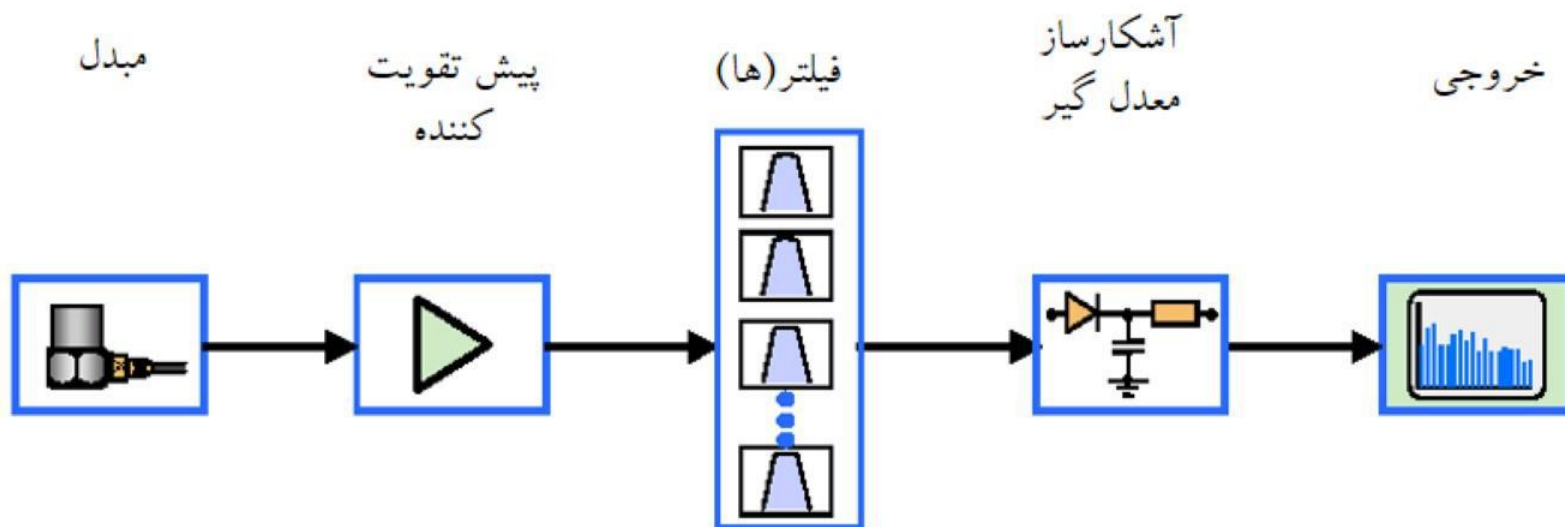 مبدل
پیش تقویت
کننده
فیلتر(ها)
آشکارساز
معدل گیر
خروجی